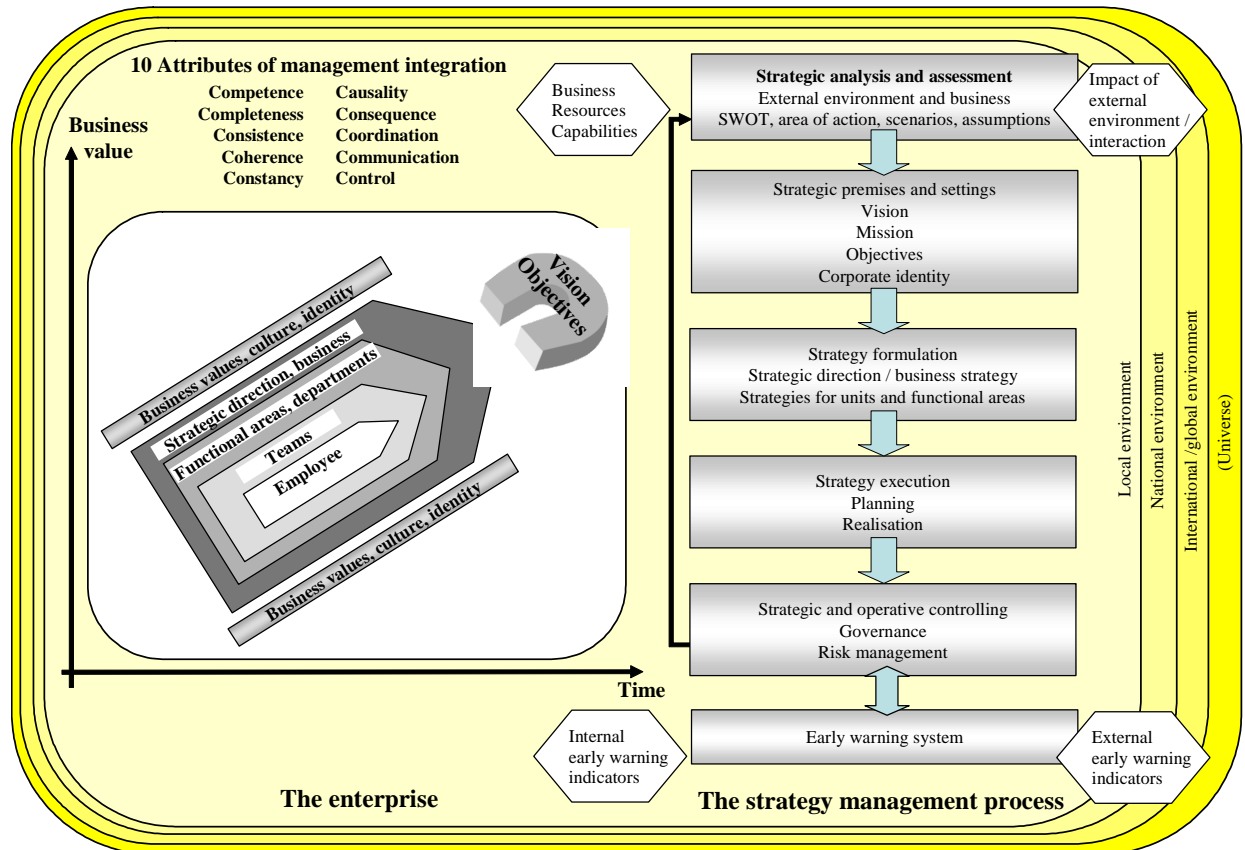 10 Attributes of management integration
Competence Causality
Completeness Consequence
Consistence Coordination
Coherence Communication
Constancy Control
Business
value
Business values, culture, identity
Strategic direction, business
Functional areas, departments
Teams
Employee
Business values, culture, identity
Vision
Objectives
Time
The enterprise
Business
Resources
Capabilities
Strategic analysis and assessment
External environment and business
SWOT, area of action, scenarios, assumptions
Impact of
external
environment /
interaction
Strategic premises and settings
Vision
Mission
Objectives
Corporate identity
Strategy formulation
Strategic direction / business strategy
Strategies for units and functional areas
Strategy execution
Planning
Realisation
Strategic and operative controlling
Governance
Risk management
Internal
early warning
indicators
Early warning system
External
early warning
indicators
The strategy management process
Local environment
National environment
International /global environment
(Universe)